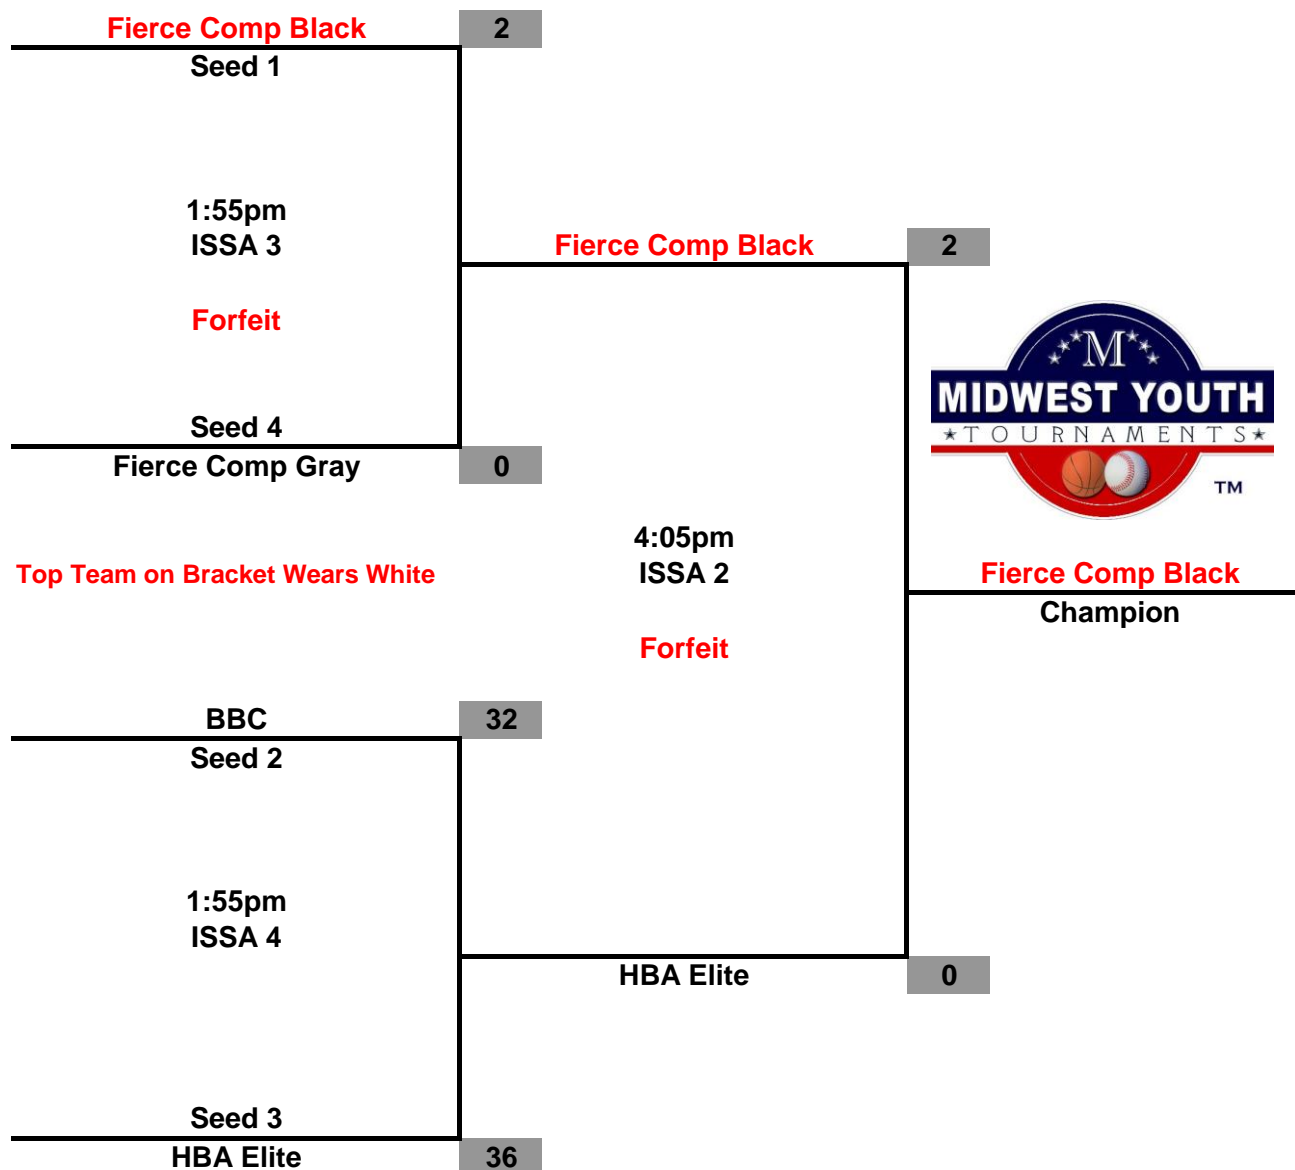 Fierce Comp Black 2
Seed 1
1:55pm
ISSA 3
Forfeit
Seed 4
Fierce Comp Gray 0
Fierce Comp Black 2
M
MIDWEST YOUTH
TOURNAMENTS
TM
4:05pm
ISSA 2
Forfeit
Top Team on Bracket Wears White
Fierce Comp Black
Champion
BBC 32
Seed 2
1:55pm
ISSA 4
HBA Elite 0
Seed 3
HBA Elite 36